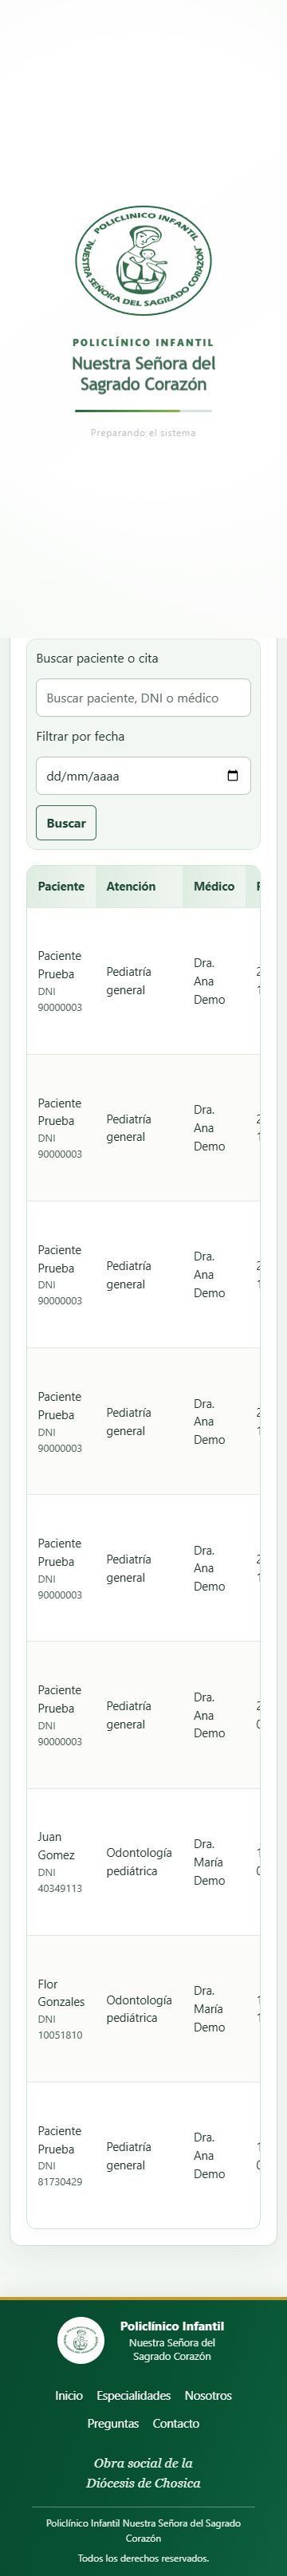 POLICLINICO INFANTIL
NUESTRA SEÑORA DEL SAGRADO CORAZÓN
POLICLÍNICO INFANTIL
Nuestra Señora del
Sagrado Corazón
Preparando el sistema
Buscar paciente o cita
Buscar paciente, DNI o médico
Filtrar por fecha
dd/mm/aaaa
Buscar
Paciente Atención Médico
Paciente
Prueba
DNI
90000003
Pediatría
general
Dra.
Ana
Demo
Paciente
Prueba
DNI
90000003
Pediatría
general
Dra.
Ana
Demo
Paciente
Prueba
DNI
90000003
Pediatría
general
Dra.
Ana
Demo
Paciente
Prueba
DNI
90000003
Pediatría
general
Dra.
Ana
Demo
Paciente
Prueba
DNI
90000003
Pediatría
general
Dra.
Ana
Demo
Paciente
Prueba
DNI
90000003
Pediatría
general
Dra.
Ana
Demo
Juan
Gomez
DNI
40349113
Odontología
pediátrica
Dra.
María
Demo
Flor
Gonzales
DNI
10051810
Odontología
pediátrica
Dra.
María
Demo
Paciente
Prueba
DNI
81730429
Pediatría
general
Dra.
Ana
Demo
Policlínico Infantil
Nuestra Señora del
Sagrado Corazón
Inicio Especialidades Nosotros
Preguntas Contacto
Obra social de la
Diócesis de Chosica
Policlínico Infantil Nuestra Señora del Sagrado
Corazón
Todos los derechos reservados.